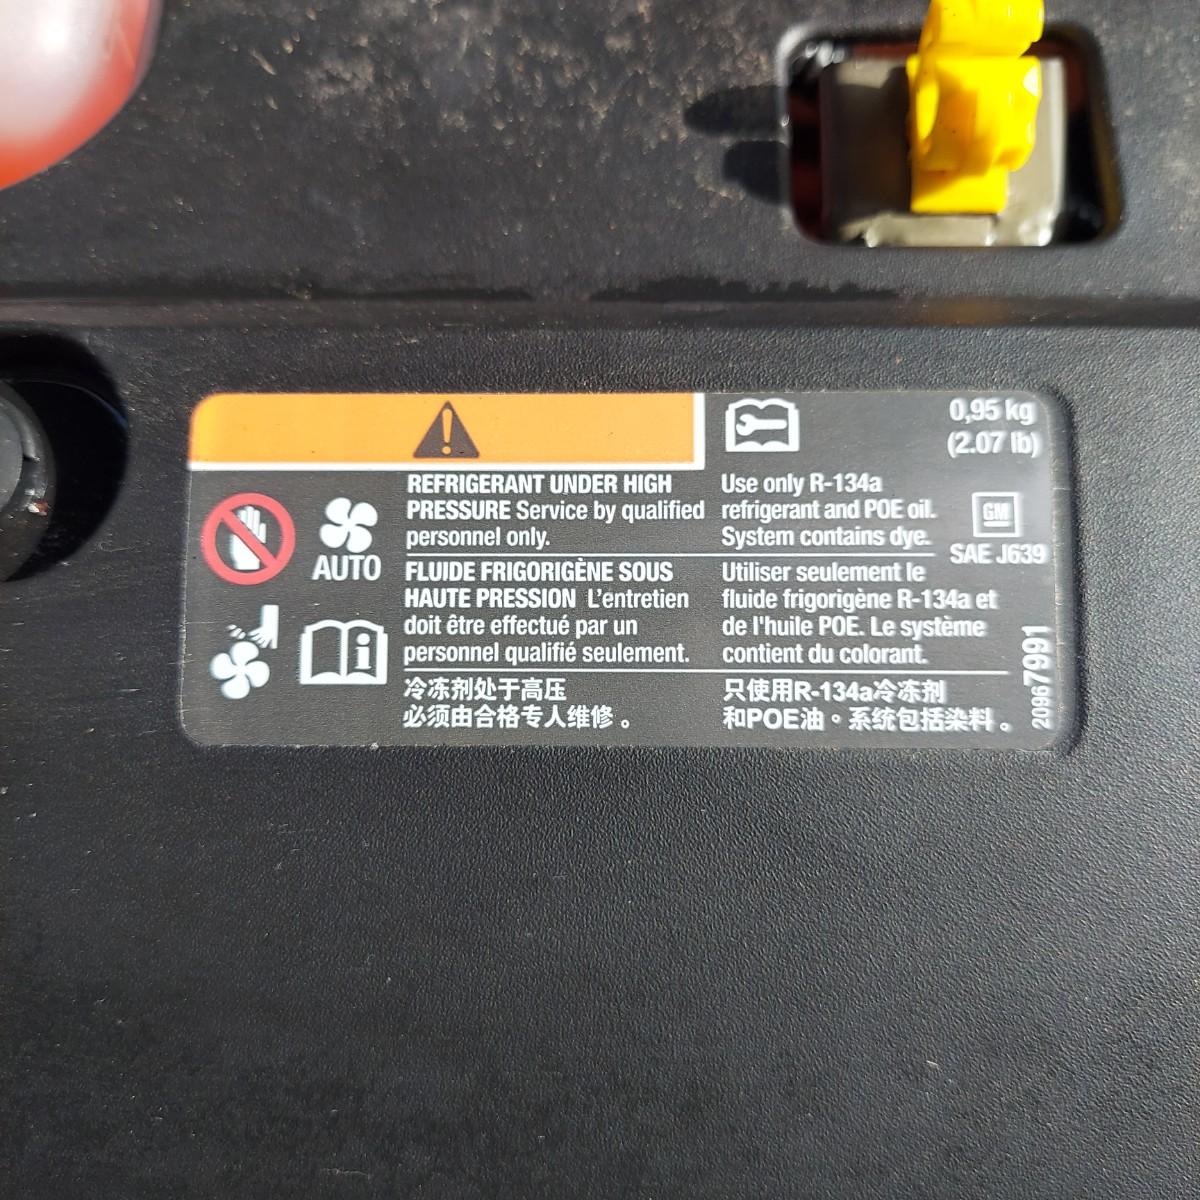 0,95 kg
(2.07 lb)
REFRIGERANT UNDER HIGH
PRESSURE Service by qualified
personnel only.
Use only R-134a
refrigerant and POE oil.
System contains dye.
GM
SAE J639
AUTO
FLUIDE FRIGORIGÈNE SOUS
HAUTE PRESSION L'entretien
doit être effectué par un
personnel qualifié seulement.
Utiliser seulement le
fluide frigorigène R-134a et
de l'huile POE. Le système
contient du colorant.
冷冻剂处于高压
必须由合格专人维修。
只使用R-134a冷冻剂
和POE油。系统包括染料。
20967991